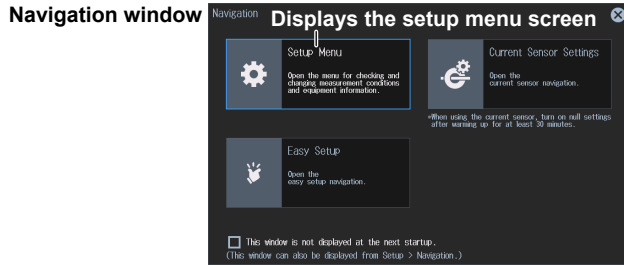 Navigation window
Navigation
Displays the setup menu screen
Setup Menu
Open the menu for checking and
changing measurement conditions
and equipment information.
Current Sensor Settings
Open the
current sensor navigation.
*When using the current sensor, turn on null settings
after warming up for at least 30 minutes.
Easy Setup
Open the
easy setup navigation.
This window is not displayed at the next startup.
(This window can also be displayed from Setup > Navigation.)